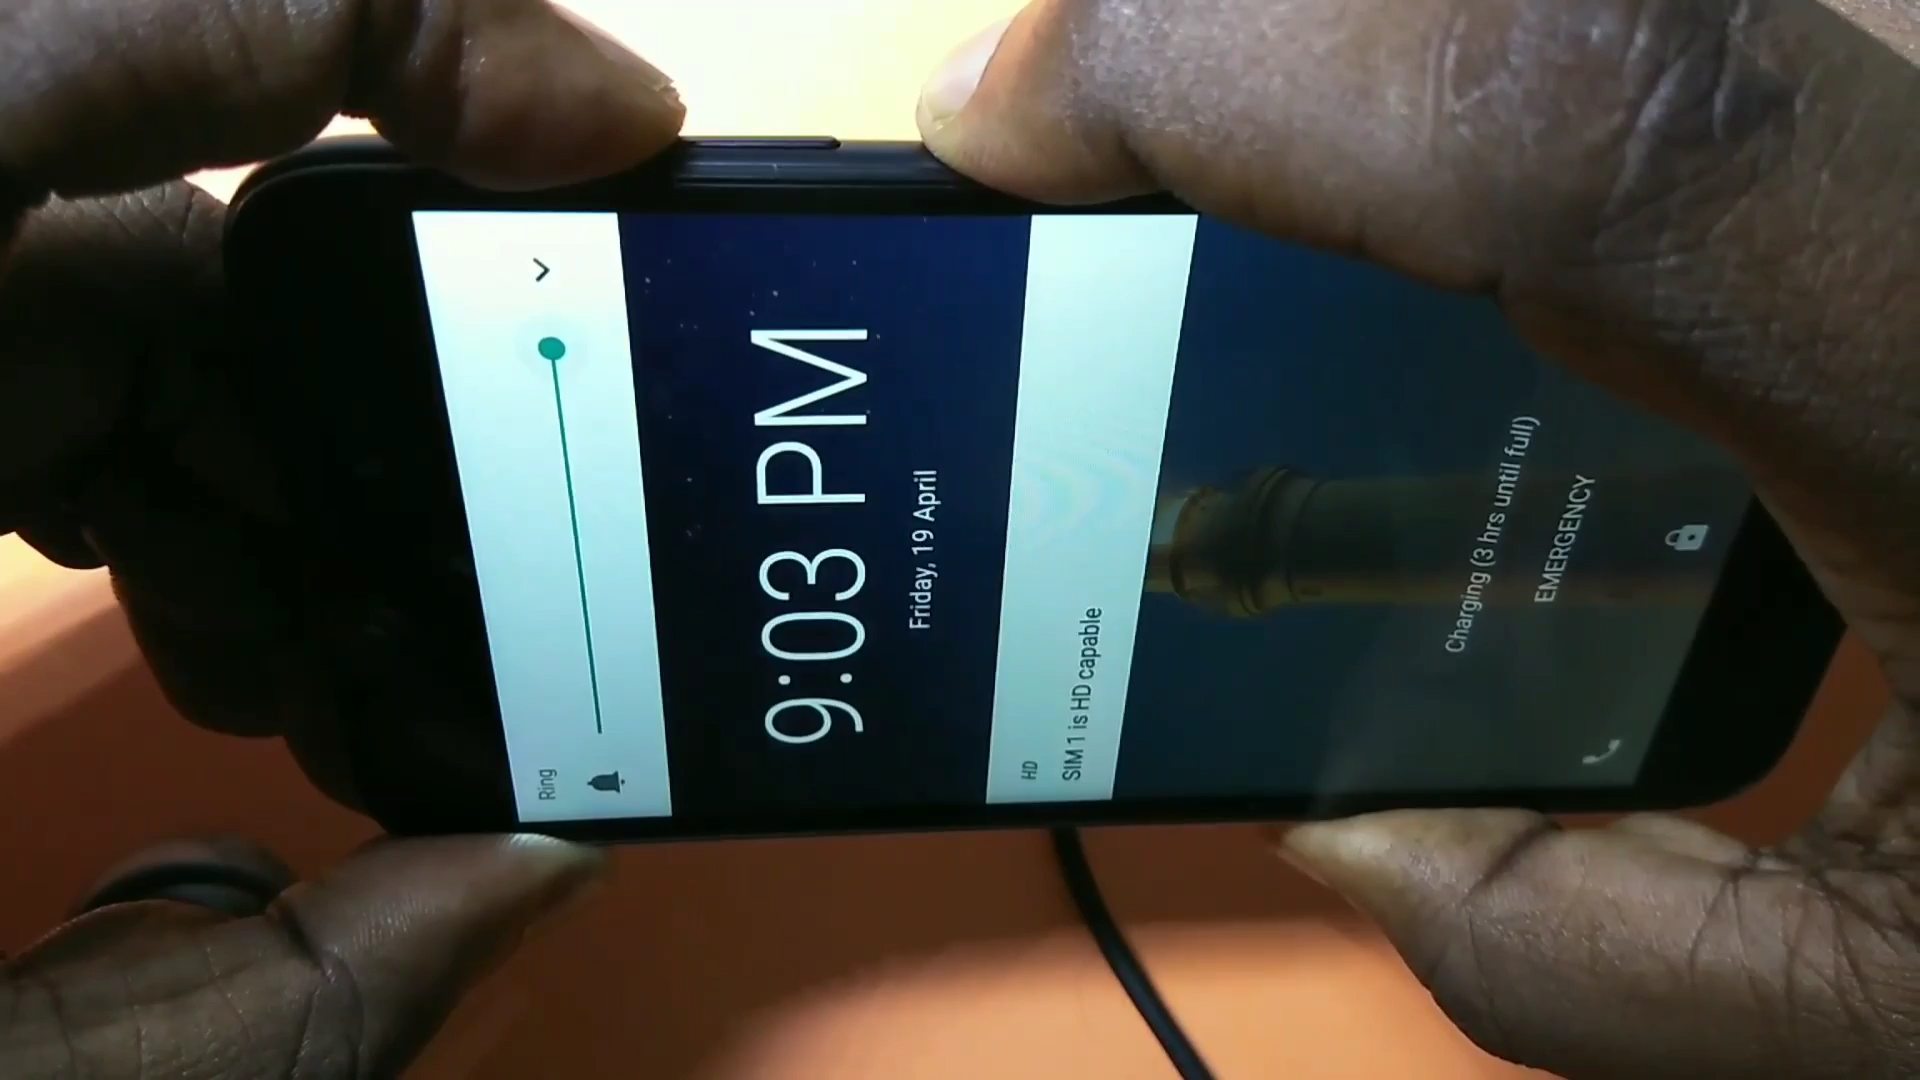 Ring
9:03 PM
Friday, 19 April
HD
SIM 1 is HD capable
Charging (3 hrs until full)
EMERGENCY